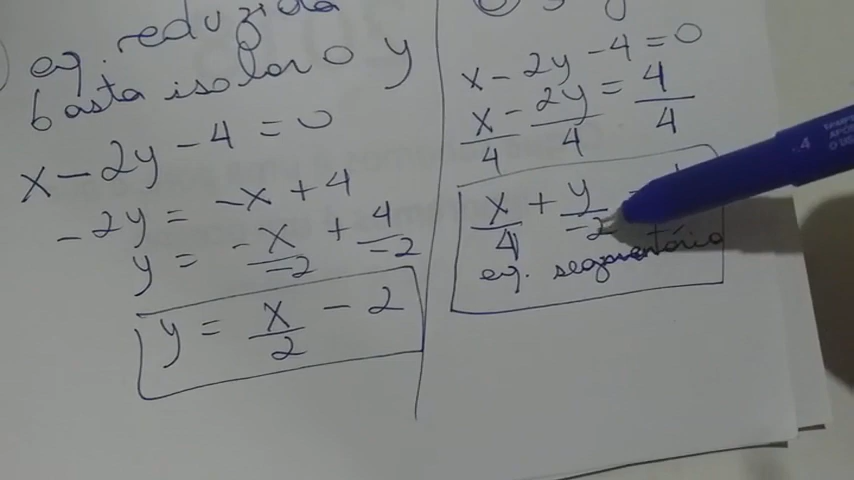 eq. reduzida
basta isolar o y
x - 2y - 4 = 0
-2y = -x + 4
y = -x/-2 + 4/-2
y = x/2 - 2
x - 2y - 4 = 0
x/4 - 2y/4 = 4/4
x/4 + y/-2
eq. segmentária